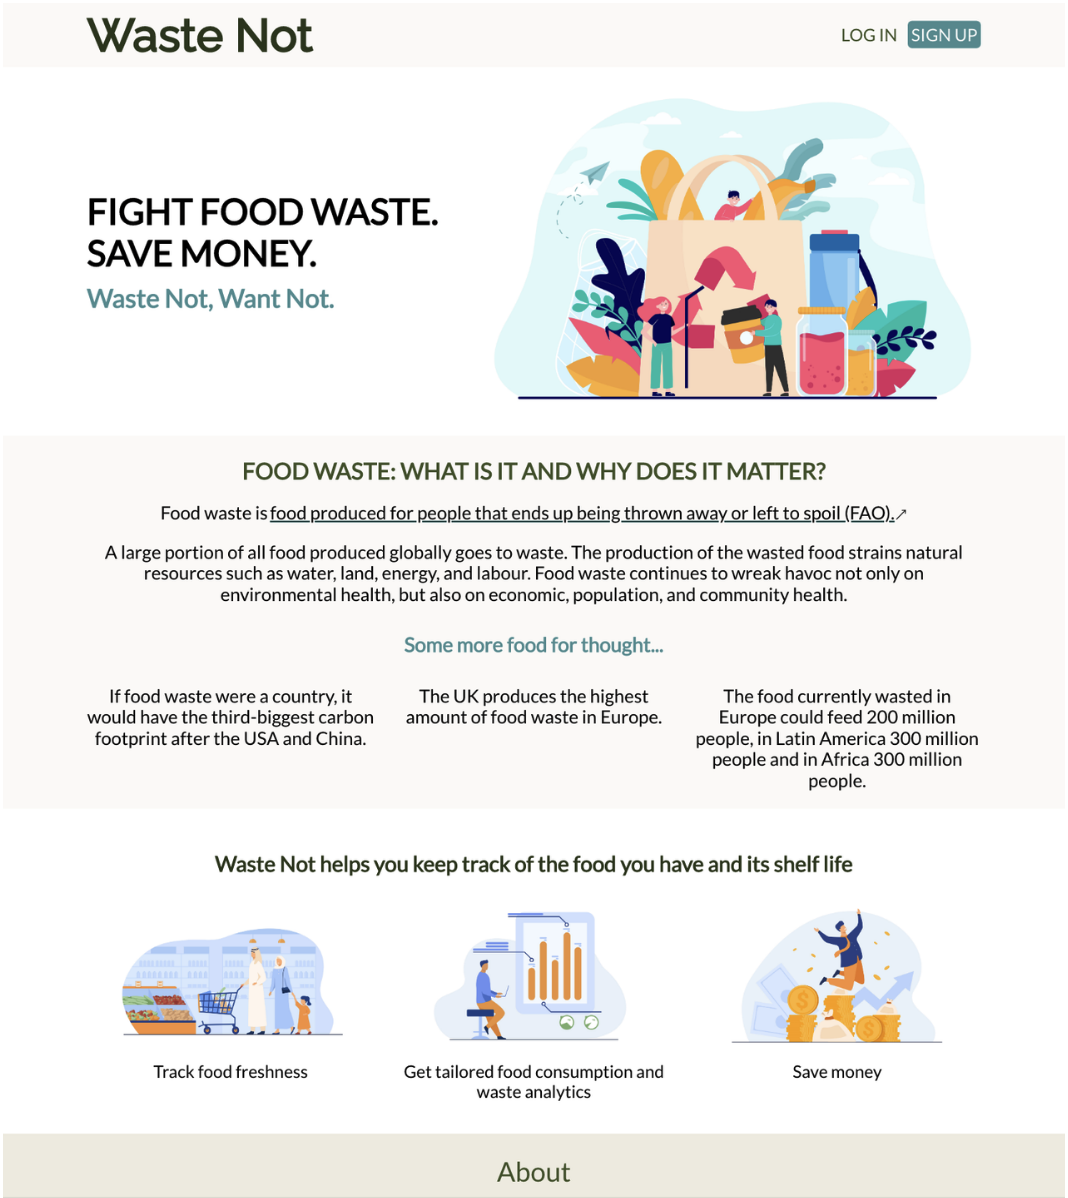 Waste Not
LOG IN SIGN UP
FIGHT FOOD WASTE.
SAVE MONEY.
Waste Not, Want Not.
FOOD WASTE: WHAT IS IT AND WHY DOES IT MATTER?
Food waste is food produced for people that ends up being thrown away or left to spoil (FAO).↗
A large portion of all food produced globally goes to waste. The production of the wasted food strains natural
resources such as water, land, energy, and labour. Food waste continues to wreak havoc not only on
environmental health, but also on economic, population, and community health.
Some more food for thought...
If food waste were a country, it
would have the third-biggest carbon
footprint after the USA and China.
The UK produces the highest
amount of food waste in Europe.
The food currently wasted in
Europe could feed 200 million
people, in Latin America 300 million
people and in Africa 300 million
people.
Waste Not helps you keep track of the food you have and its shelf life
Track food freshness
Get tailored food consumption and
waste analytics
Save money
About